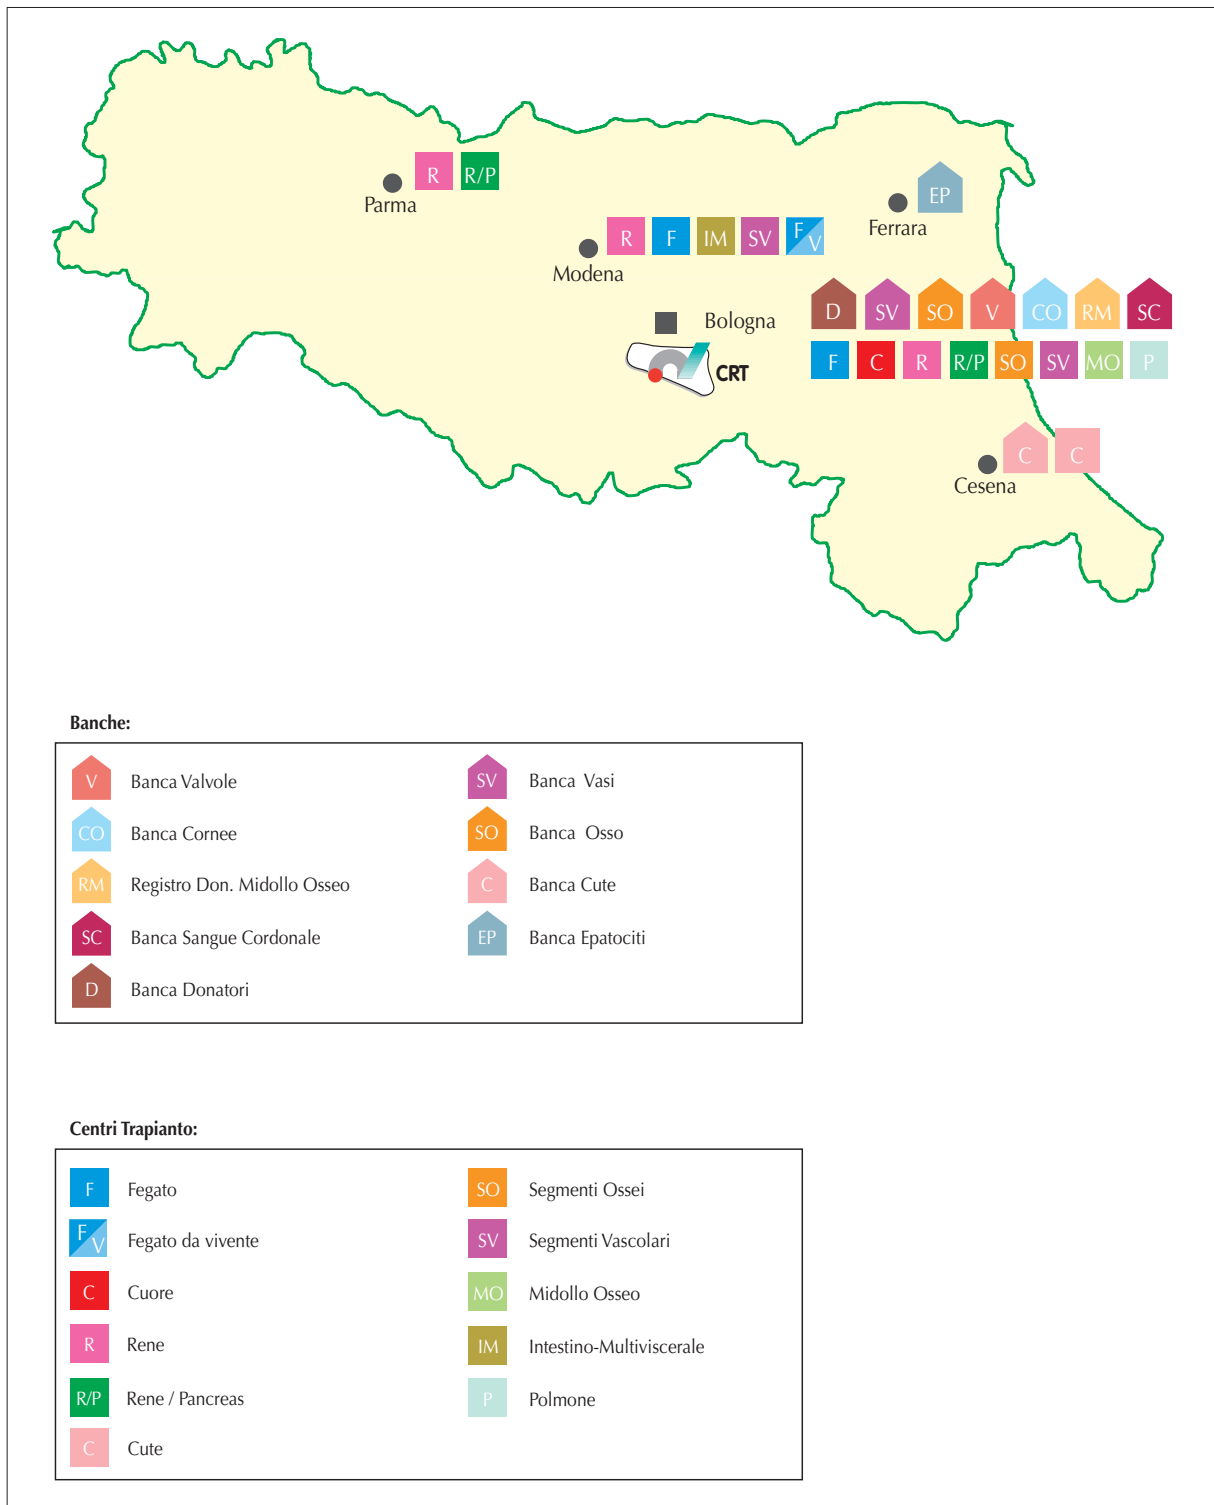 R R/P
Parma
EP
Ferrara
R F IM SV F V
Modena
Bologna
D SV SO V CO RM SC
F C R R/P SO SV MO P
CRT
C C
Cesena
Banche:
V Banca Valvole
CO Banca Cornee
RM Registro Don. Midollo Osseo
SC Banca Sangue Cordonale
D Banca Donatori
SV Banca Vasi
SO Banca Osso
C Banca Cute
EP Banca Epatociti
Centri Trapianto:
F Fegato
F V Fegato da vivente
C Cuore
R Rene
R/P Rene / Pancreas
C Cute
SO Segmenti Ossei
SV Segmenti Vascolari
MO Midollo Osseo
IM Intestino-Multiviscerale
P Polmone